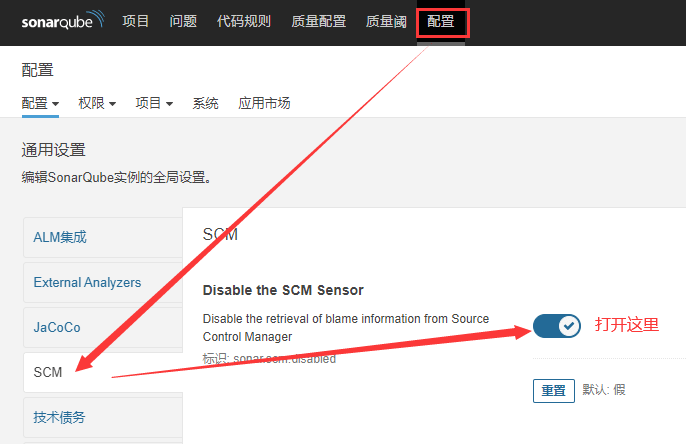 sonarqube 项目 问题 代码规则 质量配置 质量阈 配置
配置
配置 权限 项目 系统 应用市场
通用设置
编辑SonarQube实例的全局设置。
ALM集成
External Analyzers
JaCoCo
SCM
技术债务
SCM
Disable the SCM Sensor
Disable the retrieval of blame information from Source
Control Manager
标识: sonar.scm.disabled
打开这里
重置 默认: 假